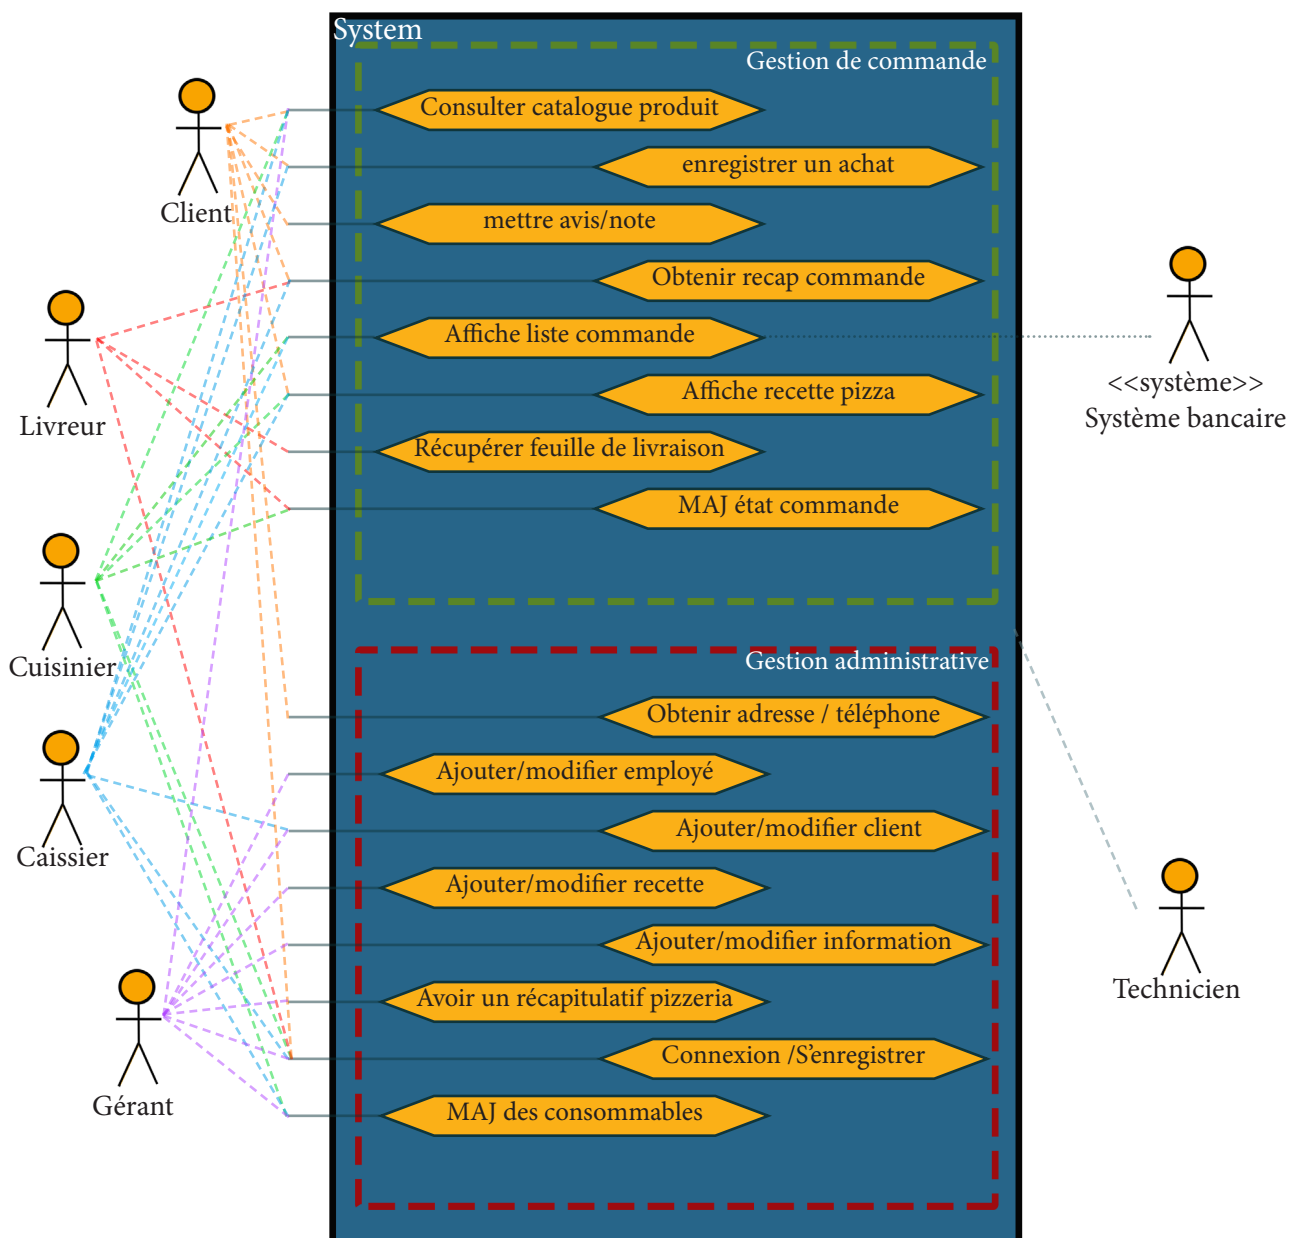 System
Gestion de commande
Consulter catalogue produit
enregistrer un achat
mettre avis/note
Obtenir recap commande
Affiche liste commande
Affiche recette pizza
Récupérer feuille de livraison
MAJ état commande
Gestion administrative
Obtenir adresse / téléphone
Ajouter/modifier employé
Ajouter/modifier client
Ajouter/modifier recette
Ajouter/modifier information
Avoir un récapitulatif pizzeria
Connexion /S'enregistrer
MAJ des consommables
Client
Livreur
Cuisinier
Caissier
Gérant
<<système>>
Système bancaire
Technicien